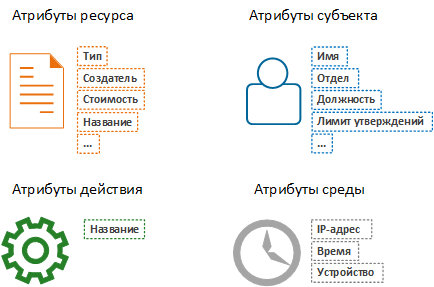 Атрибуты ресурса
Тип
Создатель
Стоимость
Название
...
Атрибуты субъекта
Имя
Отдел
Должность
Лимит утверждений
...
Атрибуты действия
Название
Атрибуты среды
IP-адрес
Время
Устройство